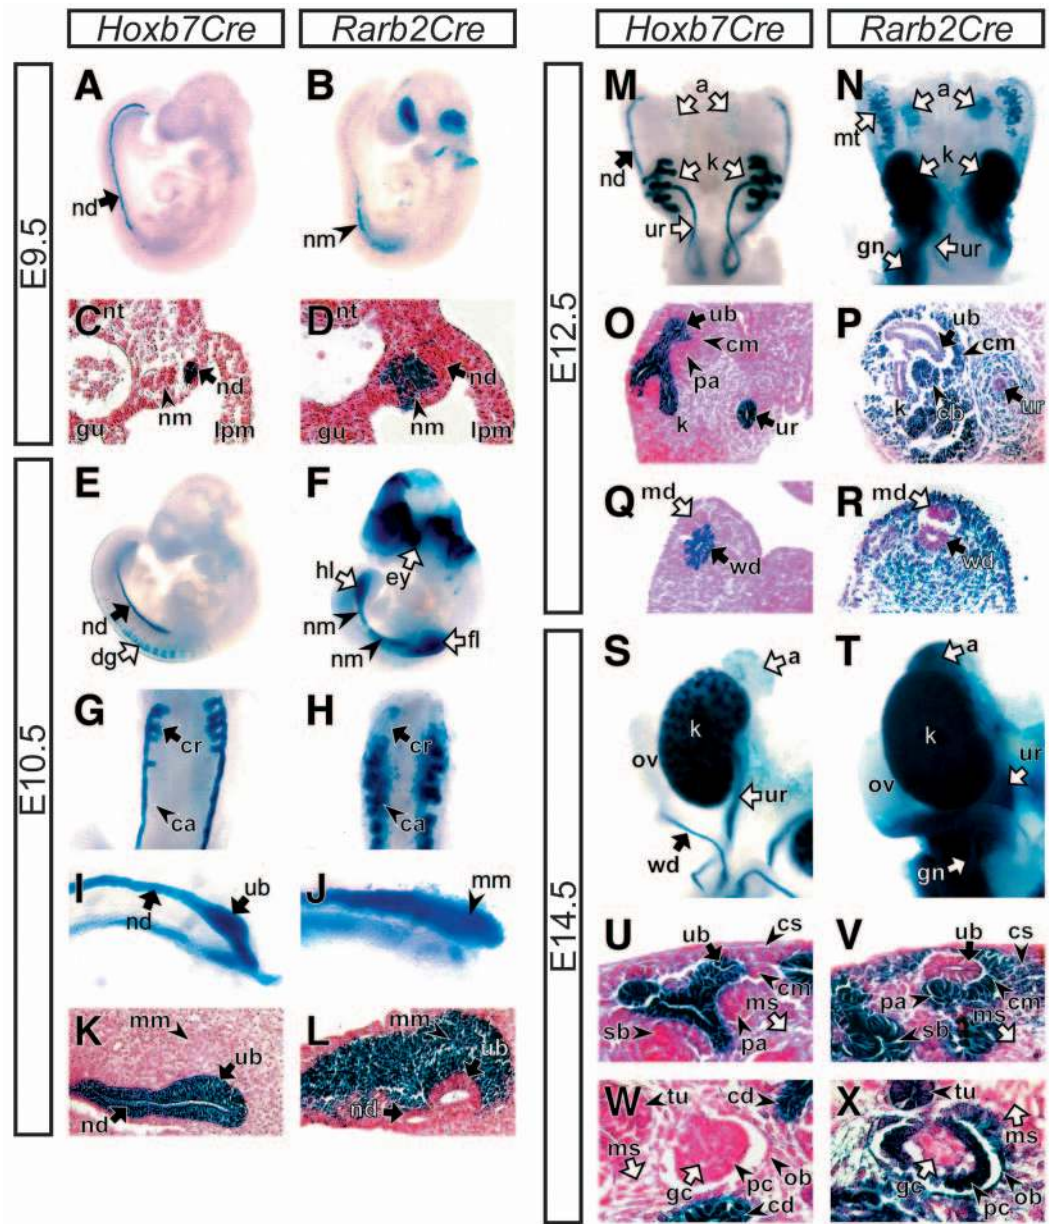 Hoxb7Cre Rarb2Cre Hoxb7Cre Rarb2Cre
E9.5
A
nd
B
nm
C
nt
nd
nm
gu
lpm
D
nt
nd
nm
gu
lpm
E10.5
E
nd
dg
F
ey
hl
nm
nm
fl
G
cr
ca
H
cr
ca
I
ub
nd
J
mm
K
mm
ub
nd
L
mm
ub
nd
E12.5
M
a
k
nd
ur
N
a
mt
k
gn
ur
O
ub
cm
pa
k
ur
P
ub
cm
k
cb
ur
Q
md
wd
R
md
wd
E14.5
S
a
k
ov
ur
wd
T
a
k
ur
ov
gn
U
ub
cs
cm
ms
sb
pa
V
ub
cs
pa
cm
ms
sb
W
tu
cd
ms
gc
pc
ob
cd
X
tu
ms
gc
ob
pc